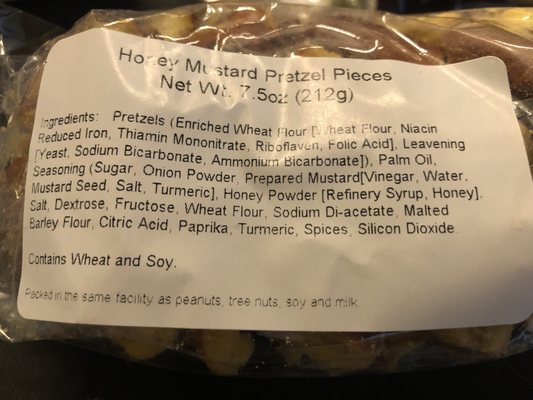 Honey Mustard Pretzel Pieces
Net Wt. 7.5oz (212g)
Ingredients: Pretzels (Enriched Wheat Flour [Wheat Flour, Niacin
Reduced Iron, Thiamin Mononitrate, Riboflaven, Folic Acid], Leavening
[Yeast, Sodium Bicarbonate, Ammonium Bicarbonate]), Palm Oil,
Seasoning (Sugar, Onion Powder, Prepared Mustard[Vinegar, Water,
Mustard Seed, Salt, Turmeric], Honey Powder [Refinery Syrup, Honey],
Salt, Dextrose, Fructose, Wheat Flour, Sodium Di-acetate, Malted
Barley Flour, Citric Acid, Paprika, Turmeric, Spices, Silicon Dioxide.
Contains Wheat and Soy.
Packed in the same facility as peanuts, tree nuts, soy and milk